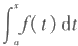 ∫ₐˣ f( t ) dt